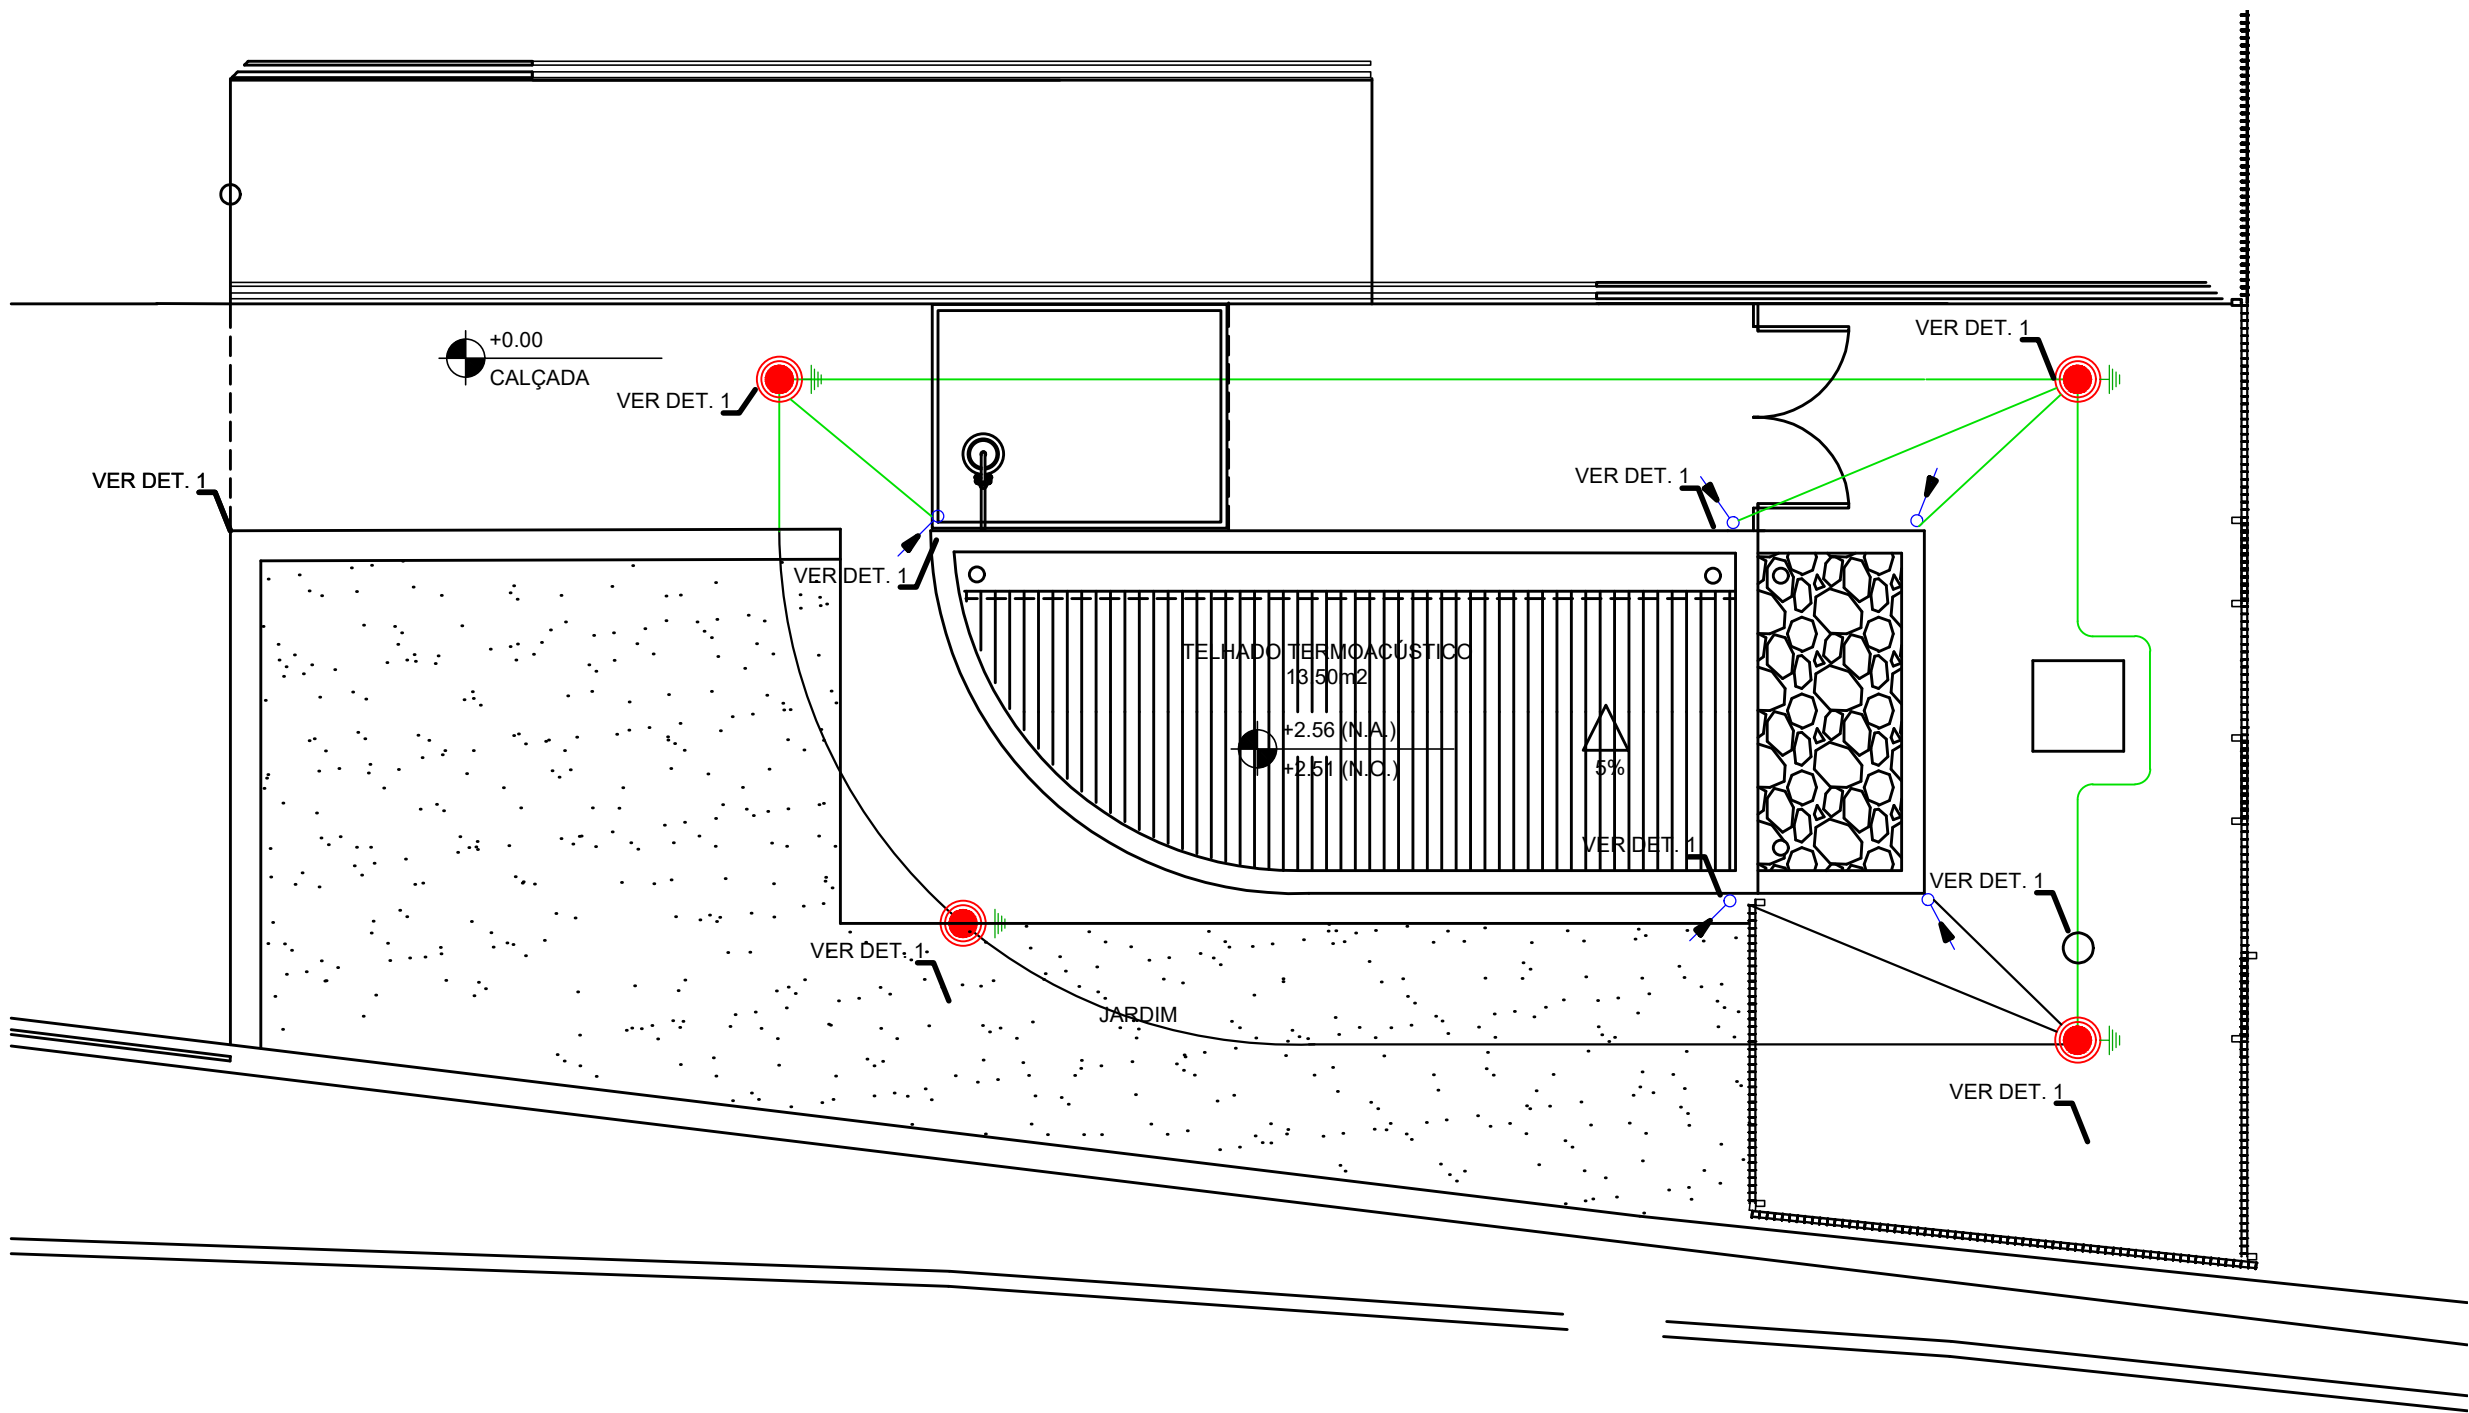 VER DET. 1
+0.00
CALÇADA
VER DET. 1
VER DET. 1
VER DET. 1
VER DET. 1
TELHADO TERMOACÚSTICO
13.50m2
+2.56 (N.A.)
+2.51 (N.O.)
5%
VER DET. 1
VER DET. 1
VER DET. 1
JARDIM
VER DET. 1